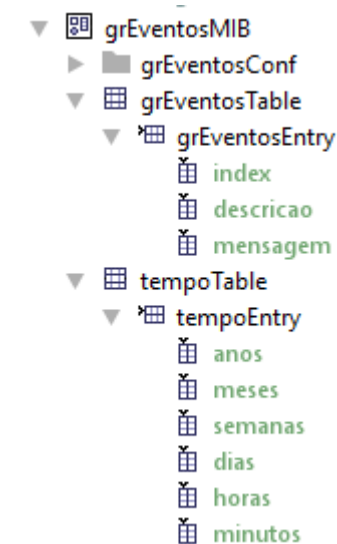 grEventosMIB
grEventosConf
grEventosTable
grEventosEntry
index
descricao
mensagem
tempoTable
tempoEntry
anos
meses
semanas
dias
horas
minutos